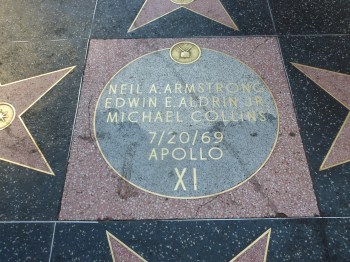 NEIL A. ARMSTRONG
EDWIN E. ALDRIN JR.
MICHAEL COLLINS
7/20/69
APOLLO
XI